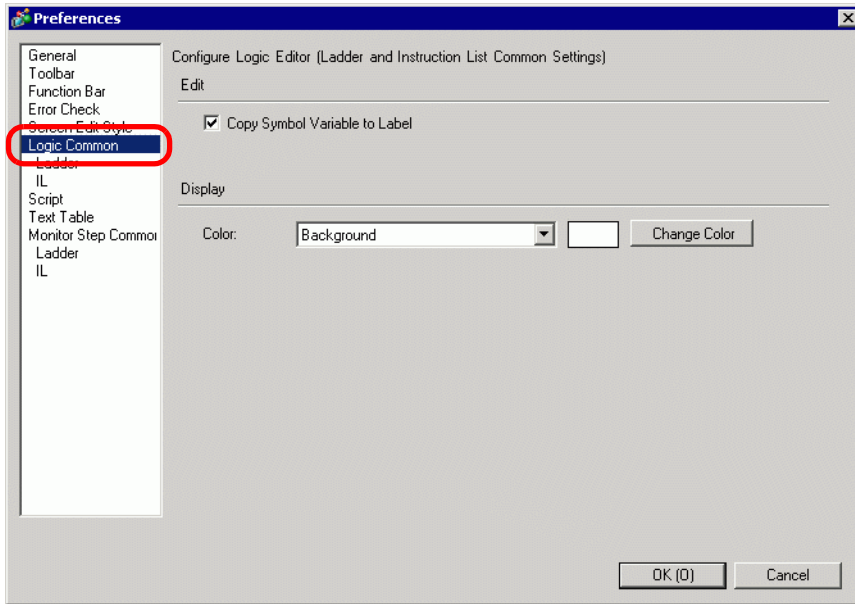 Preferences
General
Toolbar
Function Bar
Error Check
Screen Edit Style
Logic Common
Ladder
IL
Script
Text Table
Monitor Step Commo
Ladder
IL
Configure Logic Editor (Ladder and Instruction List Common Settings)
Edit
Copy Symbol Variable to Label
Display
Color:
Background
Change Color
OK (O)
Cancel